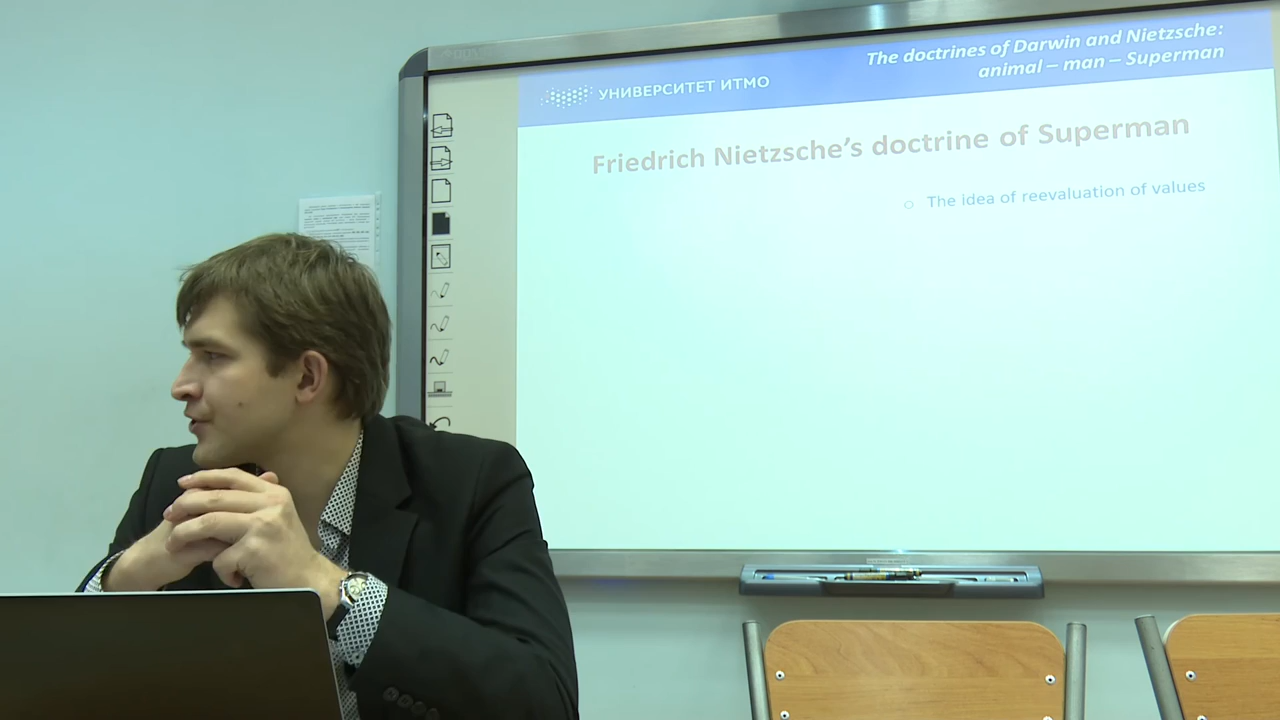 The doctrines of Darwin and Nietzsche:
animal – man – Superman
УНИВЕРСИТЕТ ИТМО
Friedrich Nietzsche’s doctrine of Superman
The idea of reevaluation of values